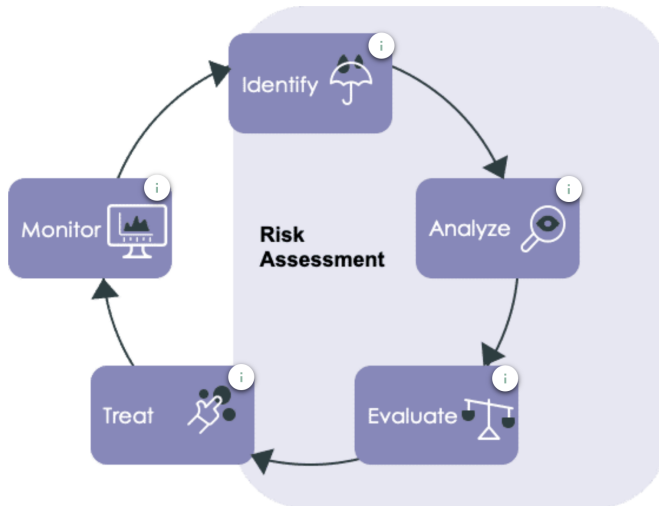 Identify
i
Analyze
i
Monitor
i
Risk
Assessment
Evaluate
i
Treat
i